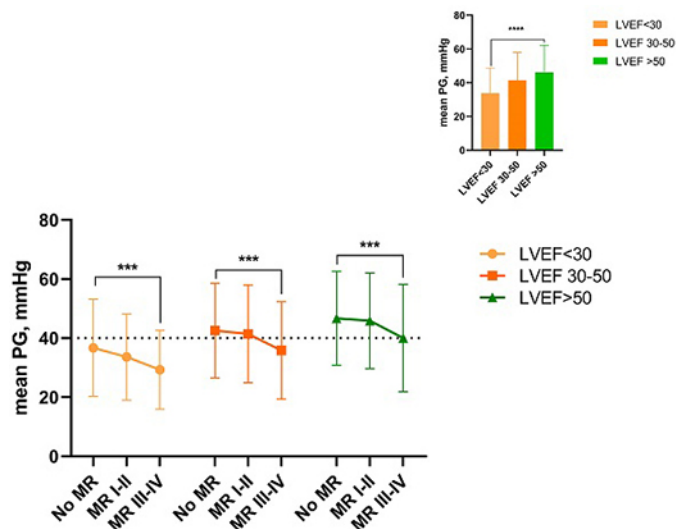 mean PG, mmHg
80
60
40
20
0
****
LVEF<30
LVEF 30-50
LVEF >50
LVEF<30
LVEF 30-50
LVEF >50
mean PG, mmHg
80
60
40
20
0
***
***
***
No MR
MR I-II
MR III-IV
No MR
MR I-II
MR III-IV
No MR
MR I-II
MR III-IV
LVEF<30
LVEF 30-50
LVEF>50